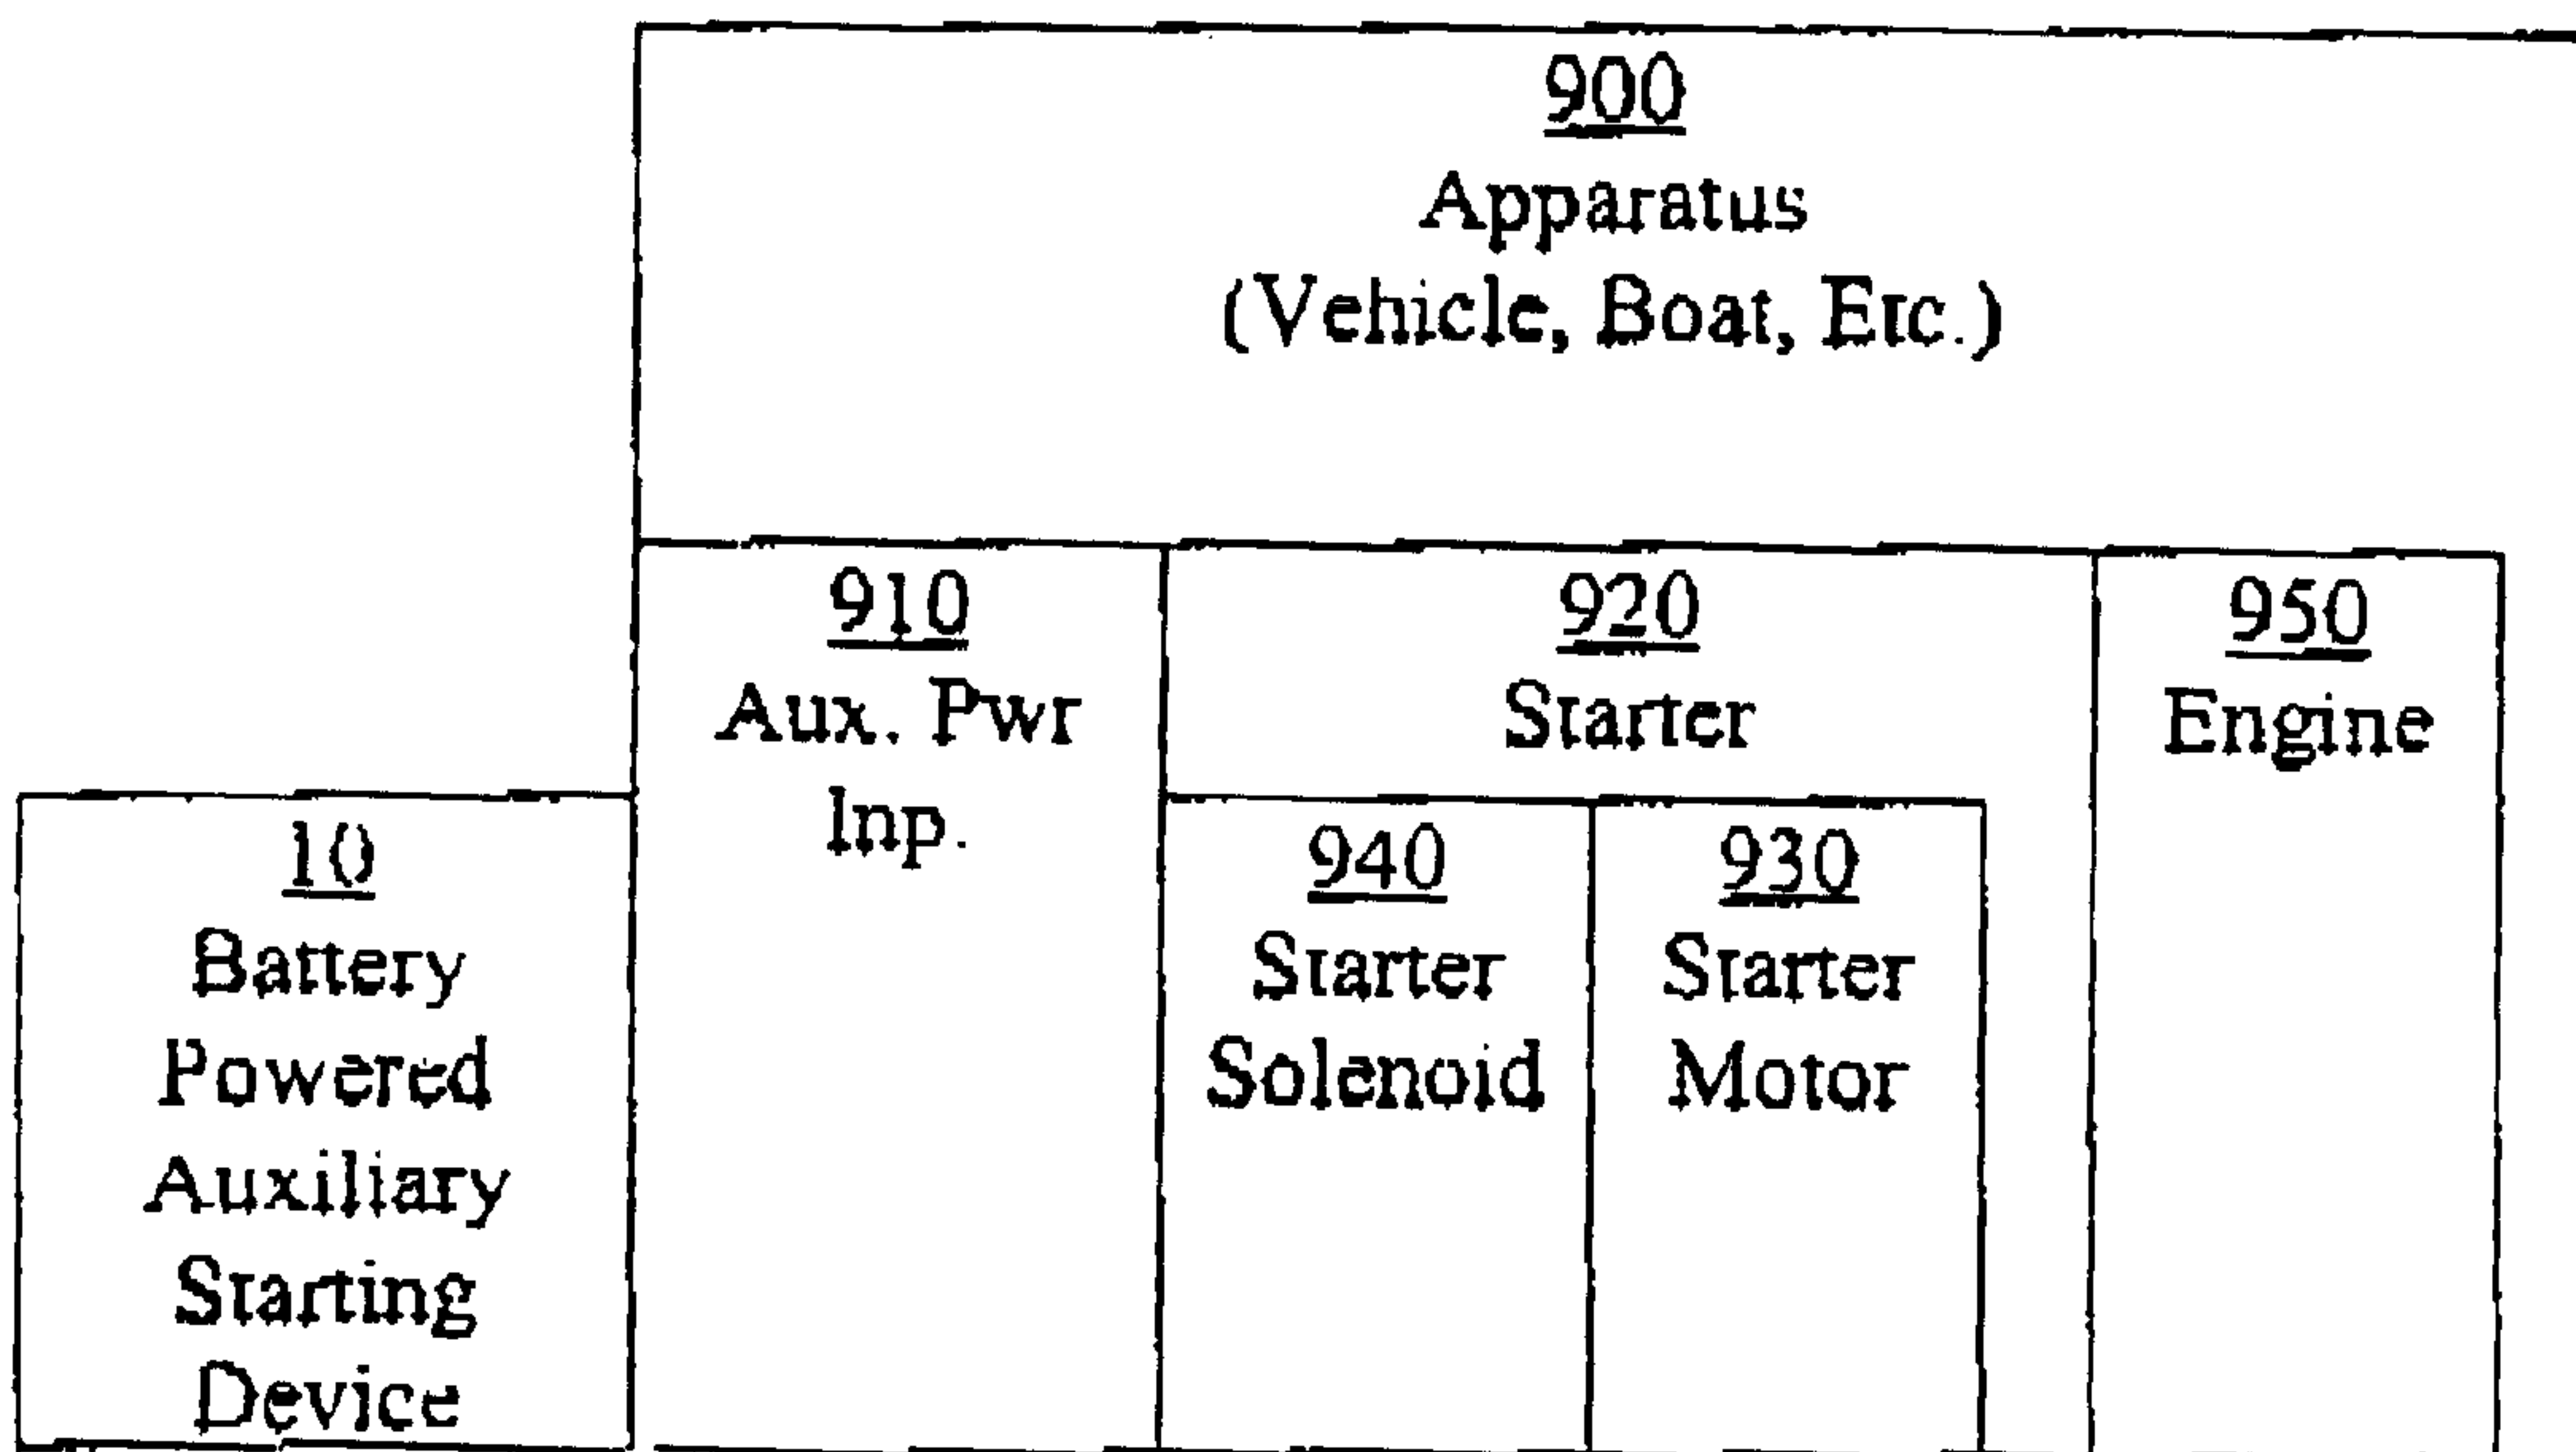 900
Apparatus
(Vehicle, Boat, Etc.)
910
Aux. Pwr
Inp.
920
Starter
950
Engine
10
Battery
Powered
Auxiliary
Starting
Device
940
Starter
Solenoid
930
Starter
Motor